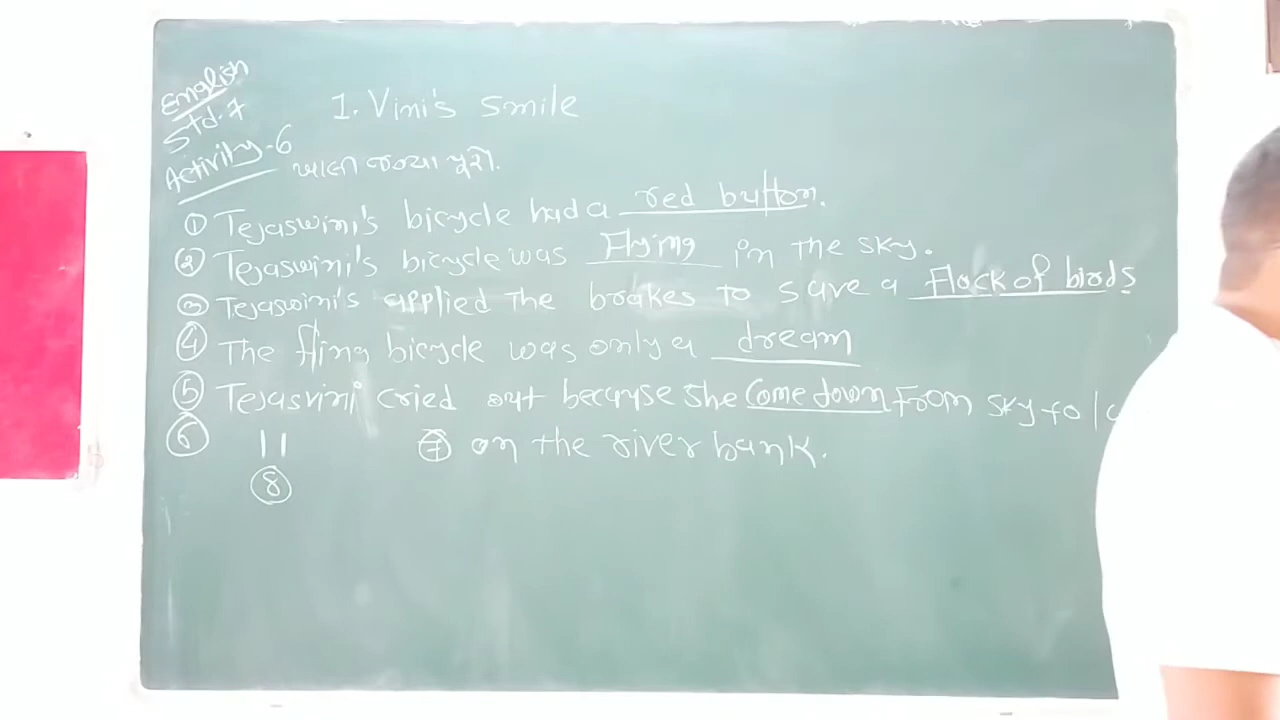 English
Std.7
1. Vini's smile
Activity-6
ખાલી જગ્યા પૂરો.
① Tejaswini's bicycle had a red button.
② Tejaswini's bicycle was Flying in the sky.
③ Tejaswini's applied the brakes to save a Flock of birds
④ The fling bicycle was only a dream
⑤ Tejasvini cried out because she Come down From sky to
⑥ 11 ⑦ on the river bank.
⑧